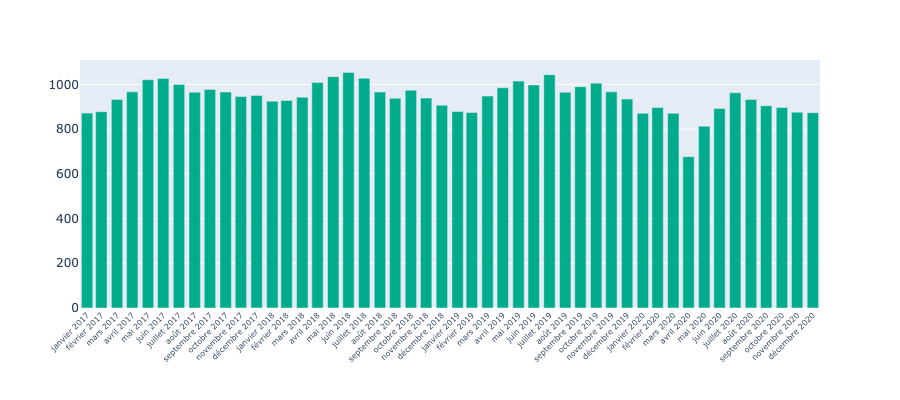 1000
800
600
400
200
0
janvier 2017
février 2017
mars 2017
avril 2017
mai 2017
juin 2017
juillet 2017
août 2017
septembre 2017
octobre 2017
novembre 2017
décembre 2017
janvier 2018
février 2018
mars 2018
avril 2018
mai 2018
juin 2018
juillet 2018
août 2018
septembre 2018
octobre 2018
novembre 2018
décembre 2018
janvier 2019
février 2019
mars 2019
avril 2019
mai 2019
juin 2019
juillet 2019
août 2019
septembre 2019
octobre 2019
novembre 2019
décembre 2019
janvier 2020
février 2020
mars 2020
avril 2020
mai 2020
juin 2020
juillet 2020
août 2020
septembre 2020
octobre 2020
novembre 2020
décembre 2020